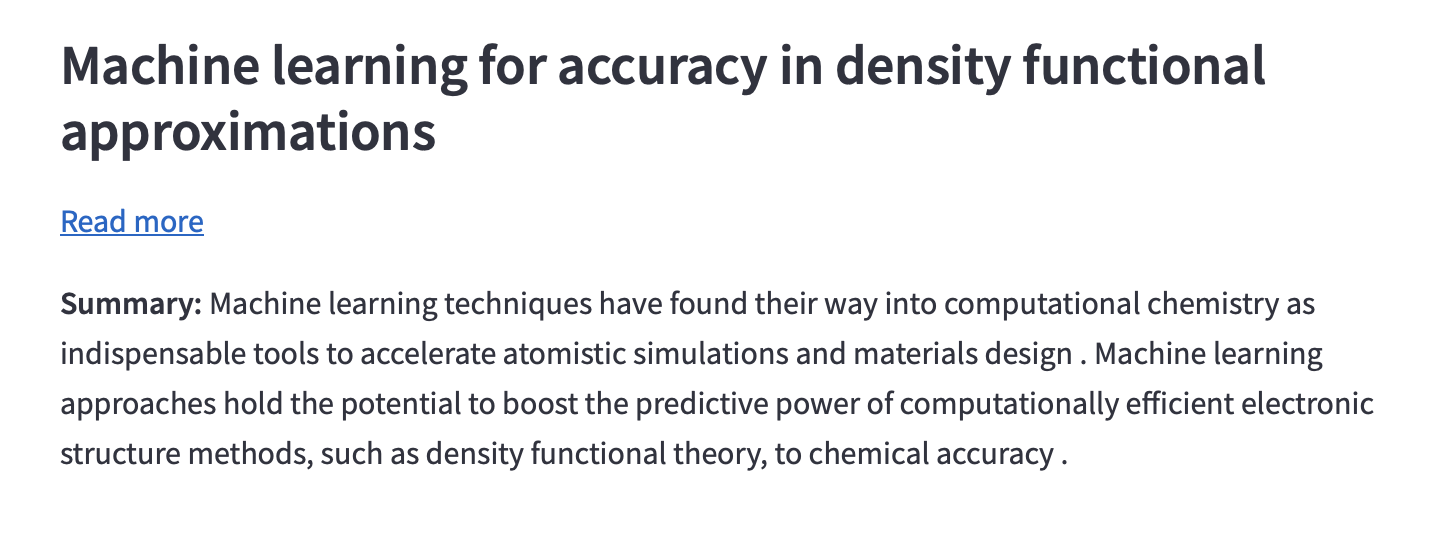 Machine learning for accuracy in density functional
approximations
Read more
Summary: Machine learning techniques have found their way into computational chemistry as
indispensable tools to accelerate atomistic simulations and materials design . Machine learning
approaches hold the potential to boost the predictive power of computationally efficient electronic
structure methods, such as density functional theory, to chemical accuracy .